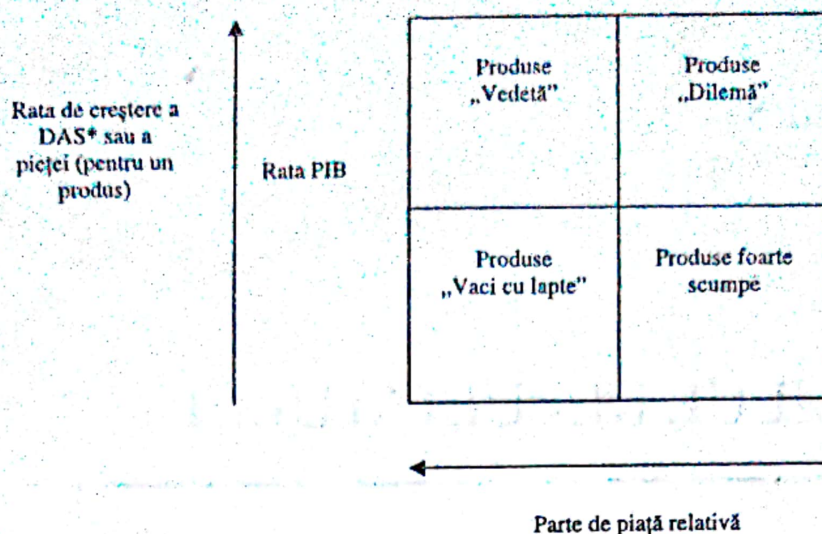 Rata de creştere a
DAS* sau a
pieţei (pentru un
produs)
Rata PIB
Produse
„Vedetă”
Produse
„Dilemă”
Produse
„Vaci cu lapte”
Produse foarte
scumpe
Parte de piaţă relativă